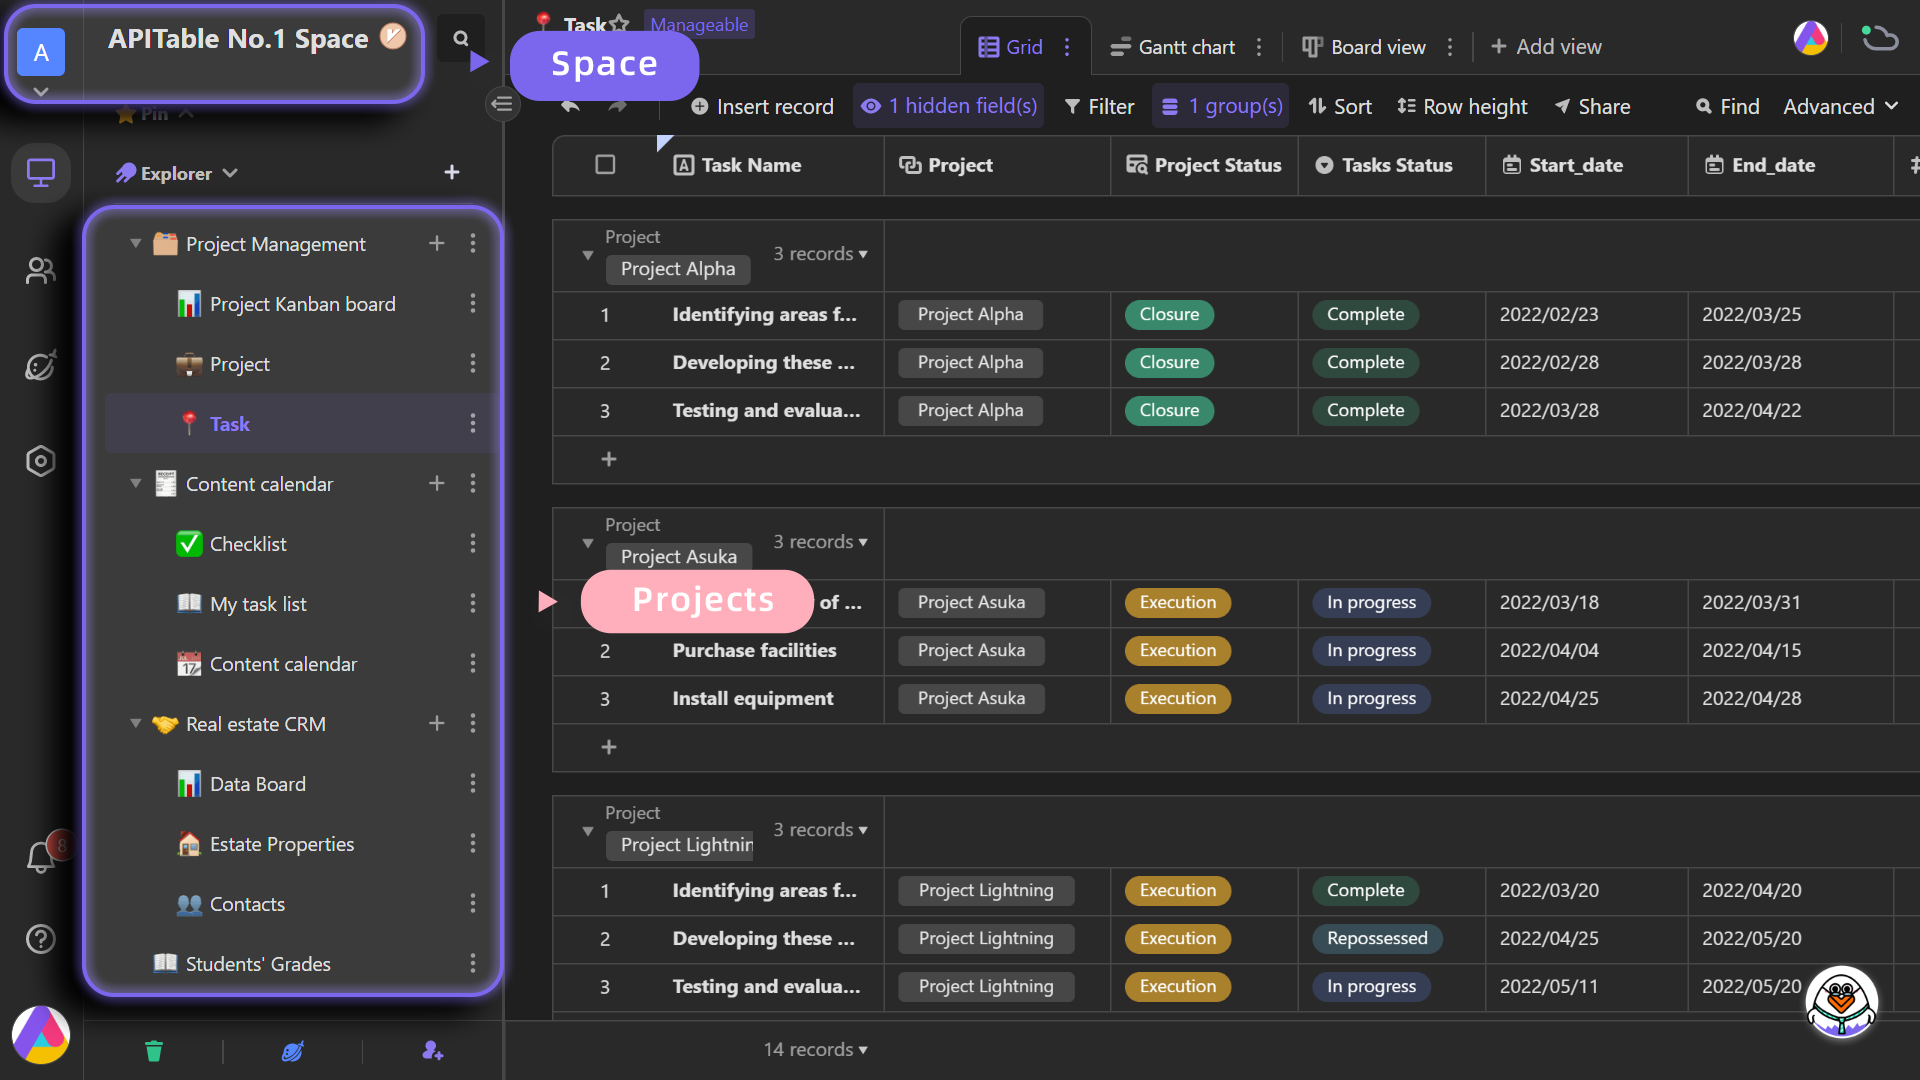 A
APITable No.1 Space
Space
Task
Manageable
Grid
Gantt chart
Board view
Add view
Pin
Insert record
1 hidden field(s)
Filter
1 group(s)
Sort
Row height
Share
Find
Advanced
Explorer
Project Management
Project Kanban board
Project
Task
Content calendar
Checklist
My task list
Content calendar
Real estate CRM
Data Board
Estate Properties
Contacts
Students' Grades
8
Task Name
Project
Project Status
Tasks Status
Start_date
End_date
Project
Project Alpha
3 records
1 Identifying areas f... Project Alpha Closure Complete 2022/02/23 2022/03/25
2 Developing these ... Project Alpha Closure Complete 2022/02/28 2022/03/28
3 Testing and evalua... Project Alpha Closure Complete 2022/03/28 2022/04/22
Project
Project Asuka
3 records
Projects
of ... Project Asuka Execution In progress 2022/03/18 2022/03/31
2 Purchase facilities Project Asuka Execution In progress 2022/04/04 2022/04/15
3 Install equipment Project Asuka Execution In progress 2022/04/25 2022/04/28
Project
Project Lightnin
3 records
1 Identifying areas f... Project Lightning Execution Complete 2022/03/20 2022/04/20
2 Developing these ... Project Lightning Execution Repossessed 2022/04/25 2022/05/20
3 Testing and evalua... Project Lightning Execution In progress 2022/05/11 2022/05/20
14 records